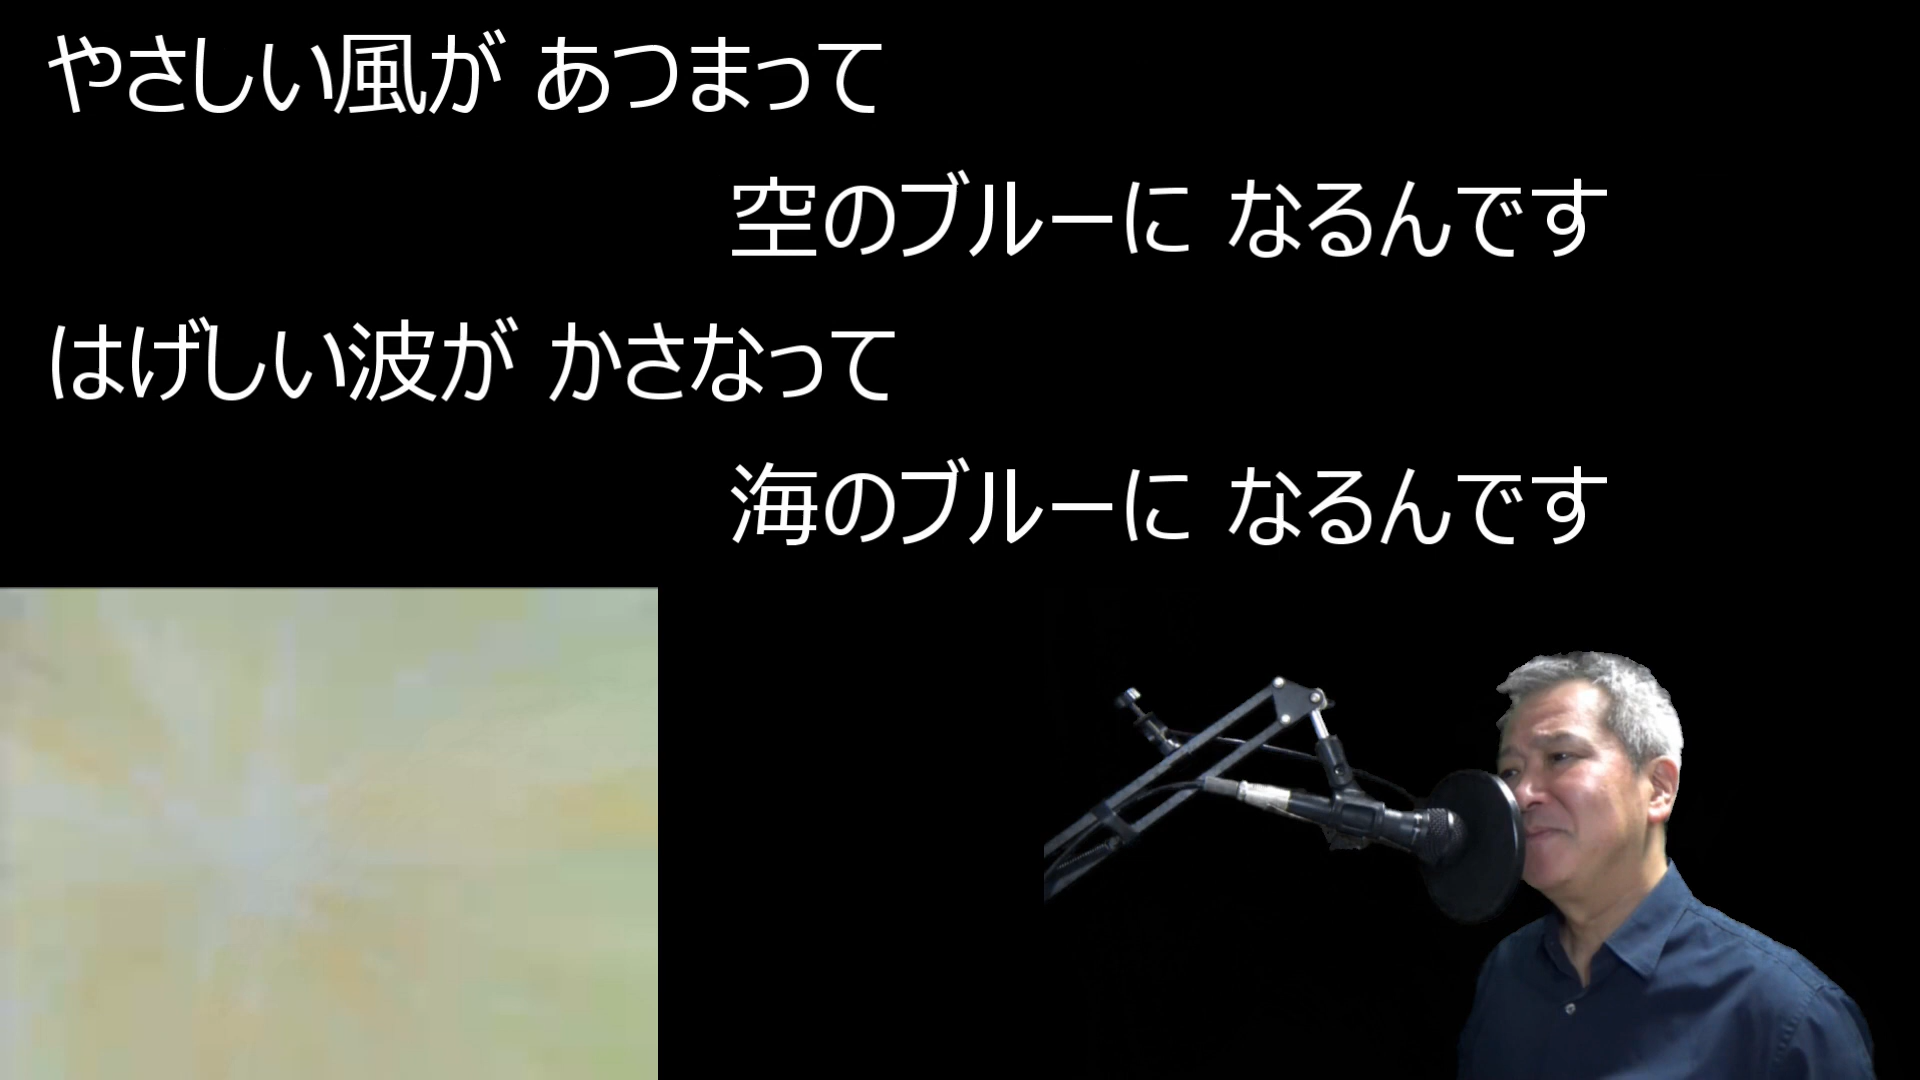 やさしい風が あつまって
空のブルーに なるんです
はげしい波が かさなって
海のブルーに なるんです